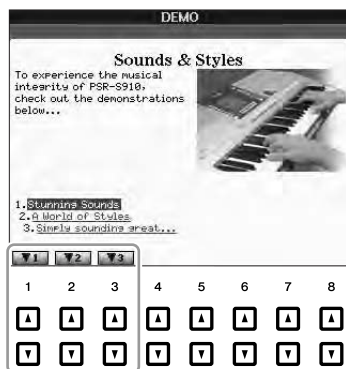 DEMO
Sounds & Styles
To experience the musical
integrity of PSR-S910,
check out the demonstrations
below...
1.Stunning Sounds
2.A World of Styles
3.Simply sounding great...
▼1 ▼2 ▼3
1 2 3 4 5 6 7 8